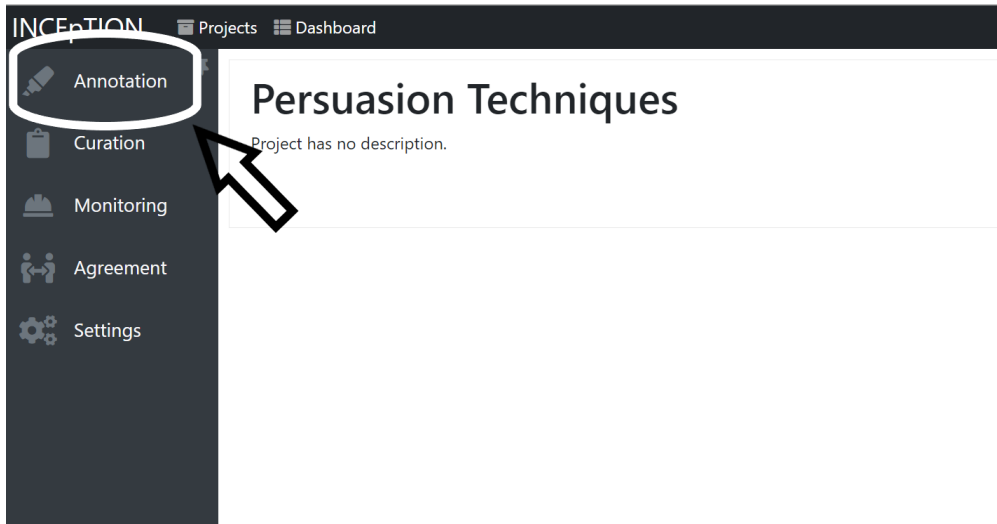 INCEpTION Projects Dashboard
Annotation
Persuasion Techniques
Curation
Project has no description.
Monitoring
Agreement
Settings